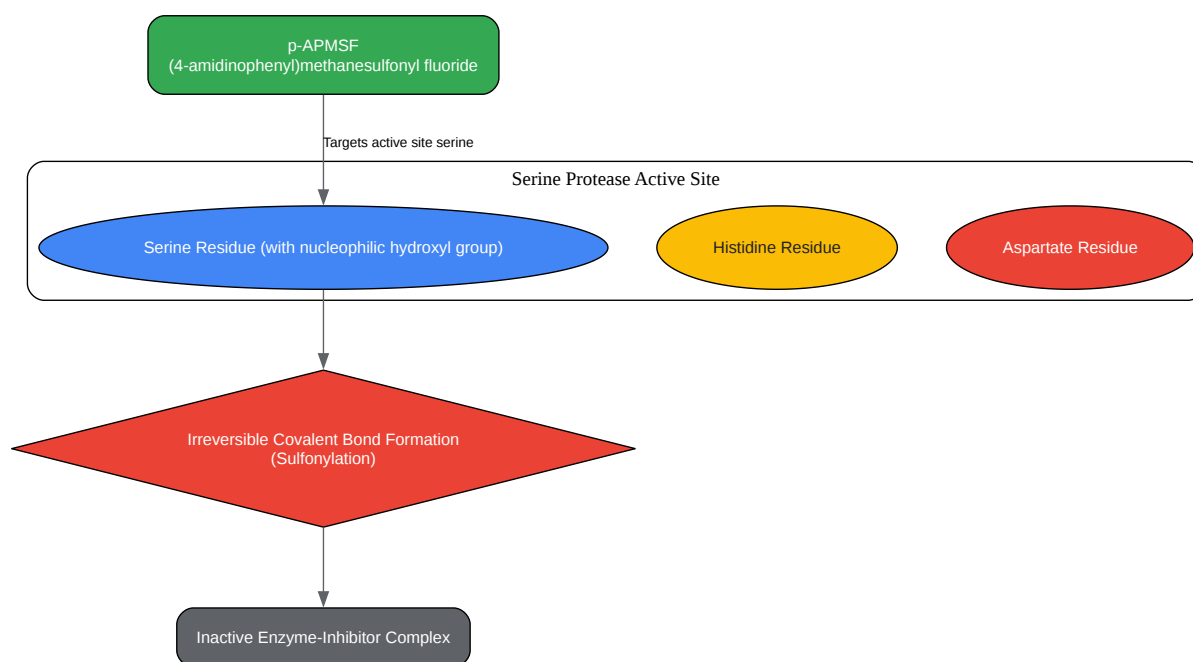 p-APMSF
(4-amidinophenyl)methanesulfonyl fluoride
Targets active site serine
Serine Protease Active Site
Serine Residue (with nucleophilic hydroxyl group)
Histidine Residue
Aspartate Residue
Irreversible Covalent Bond Formation
(Sulfonylation)
Inactive Enzyme-Inhibitor Complex